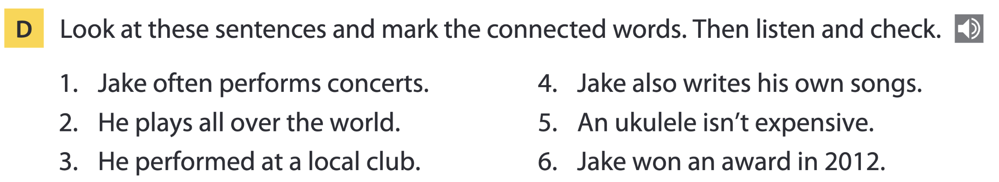 D Look at these sentences and mark the connected words. Then listen and check.
1. Jake often performs concerts.
2. He plays all over the world.
3. He performed at a local club.
4. Jake also writes his own songs.
5. An ukulele isn’t expensive.
6. Jake won an award in 2012.